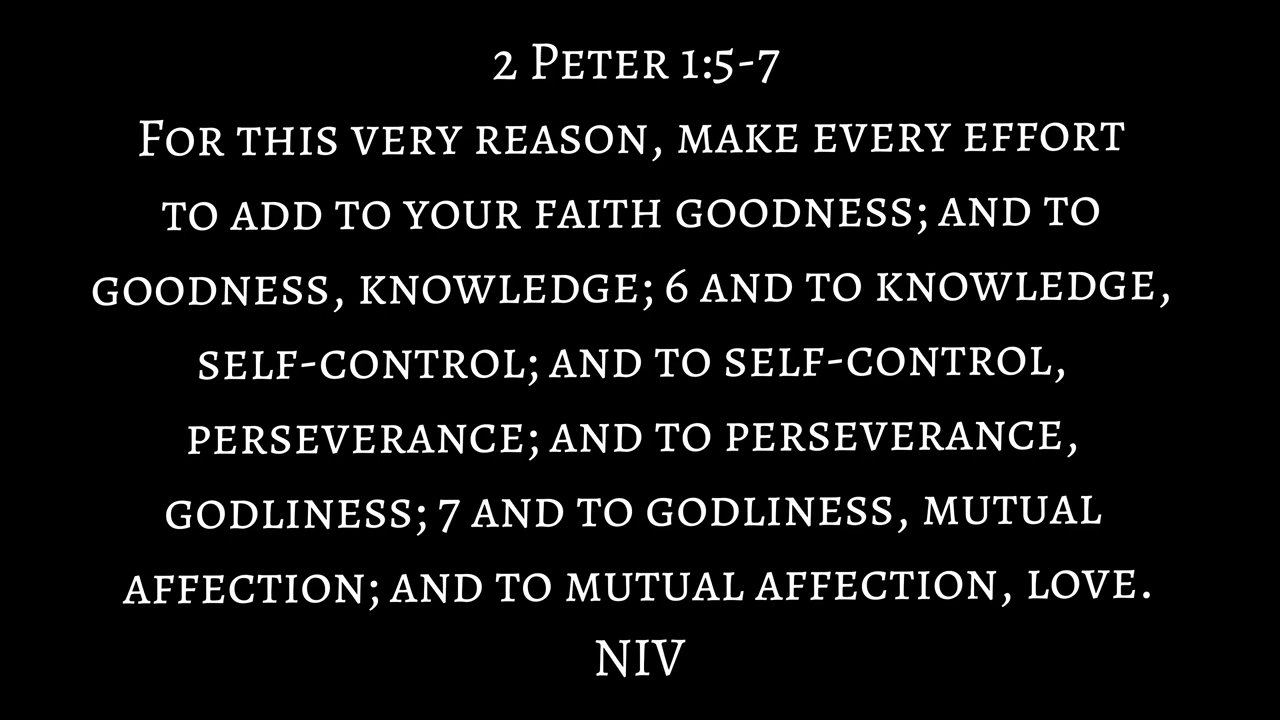 2 Peter 1:5-7
For this very reason, make every effort
to add to your faith goodness; and to
goodness, knowledge; 6 and to knowledge,
self-control; and to self-control,
perseverance; and to perseverance,
godliness; 7 and to godliness, mutual
affection; and to mutual affection, love.
NIV